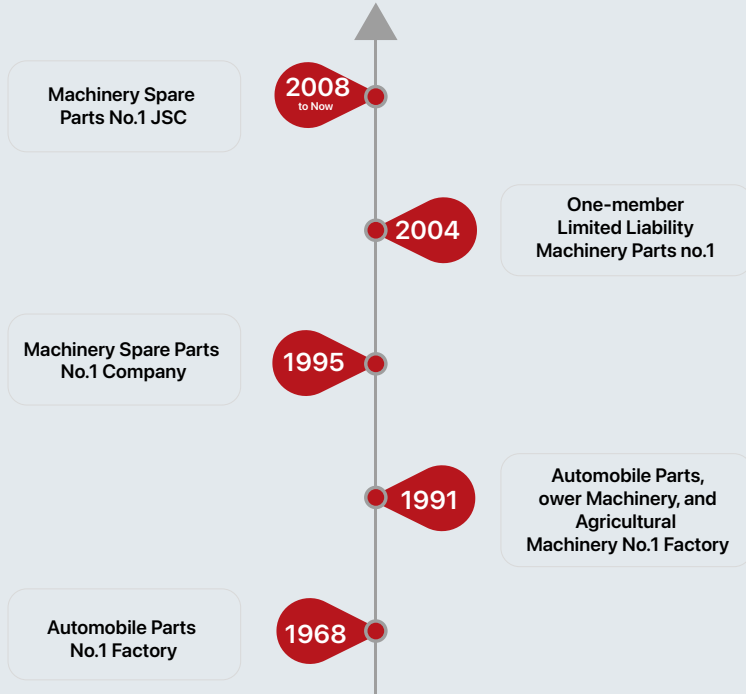 Machinery Spare
Parts No.1 JSC
2008
to Now
2004
One-member
Limited Liability
Machinery Parts no.1
Machinery Spare Parts
No.1 Company
1995
1991
Automobile Parts,
ower Machinery, and
Agricultural
Machinery No.1 Factory
Automobile Parts
No.1 Factory
1968